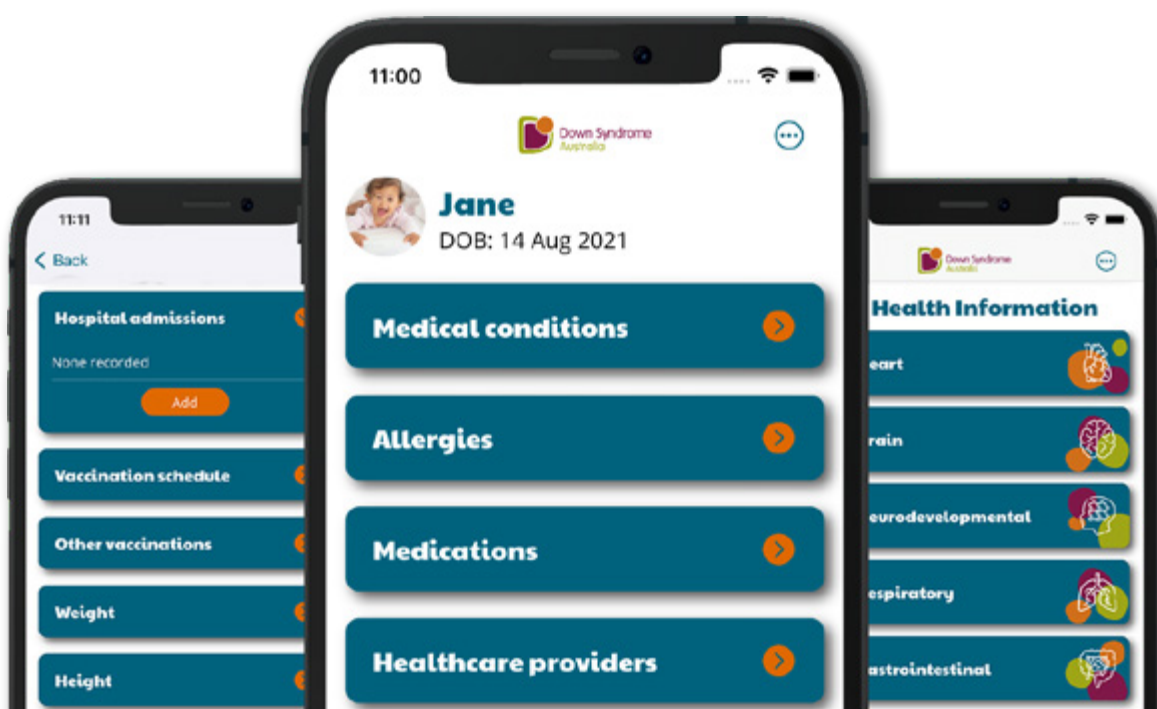 11:11
Back
Hospital admissions
None recorded
Add
Vaccination schedule
Other vaccinations
Weight
Height
11:00
Down Syndrome
Australia
Jane
DOB: 14 Aug 2021
Medical conditions
Allergies
Medications
Healthcare providers
Down Syndrome
Australia
Health Information
eart
rain
eurodevelopmental
espiratory
astrointestinal